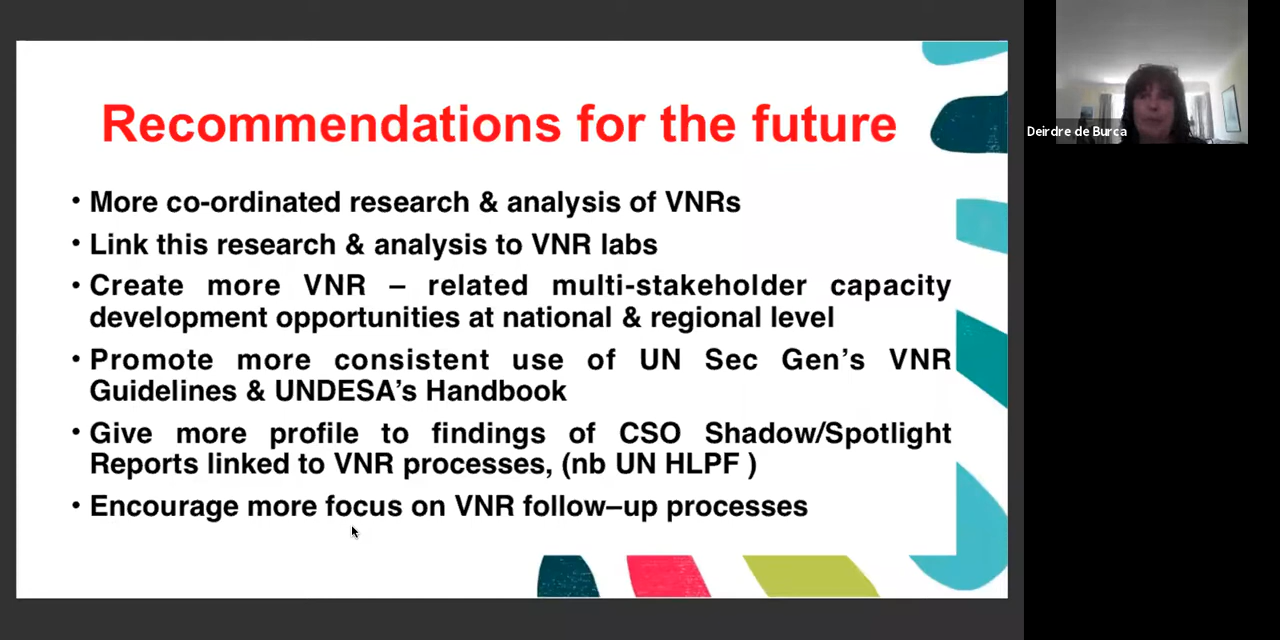 Recommendations for the future
• More co-ordinated research & analysis of VNRs
• Link this research & analysis to VNR labs
• Create more VNR – related multi-stakeholder capacity
development opportunities at national & regional level
• Promote more consistent use of UN Sec Gen’s VNR
Guidelines & UNDESA’s Handbook
• Give more profile to findings of CSO Shadow/Spotlight
Reports linked to VNR processes, (nb UN HLPF )
• Encourage more focus on VNR follow–up processes
Deirdre de Burca